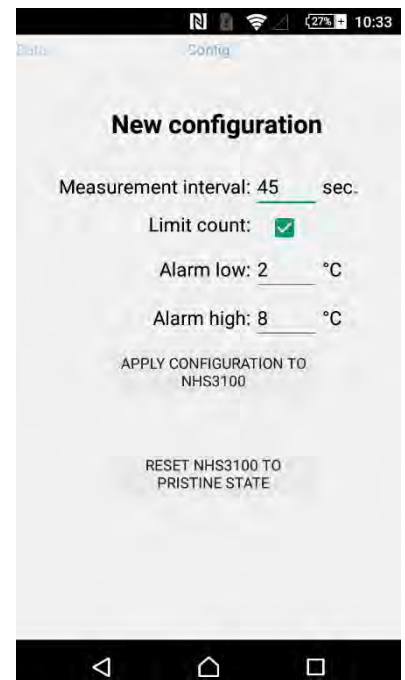 27% 10:33
Data Config
New configuration
Measurement interval: 45 sec.
Limit count:
Alarm low: 2 °C
Alarm high: 8 °C
APPLY CONFIGURATION TO
NHS3100
RESET NHS3100 TO
PRISTINE STATE